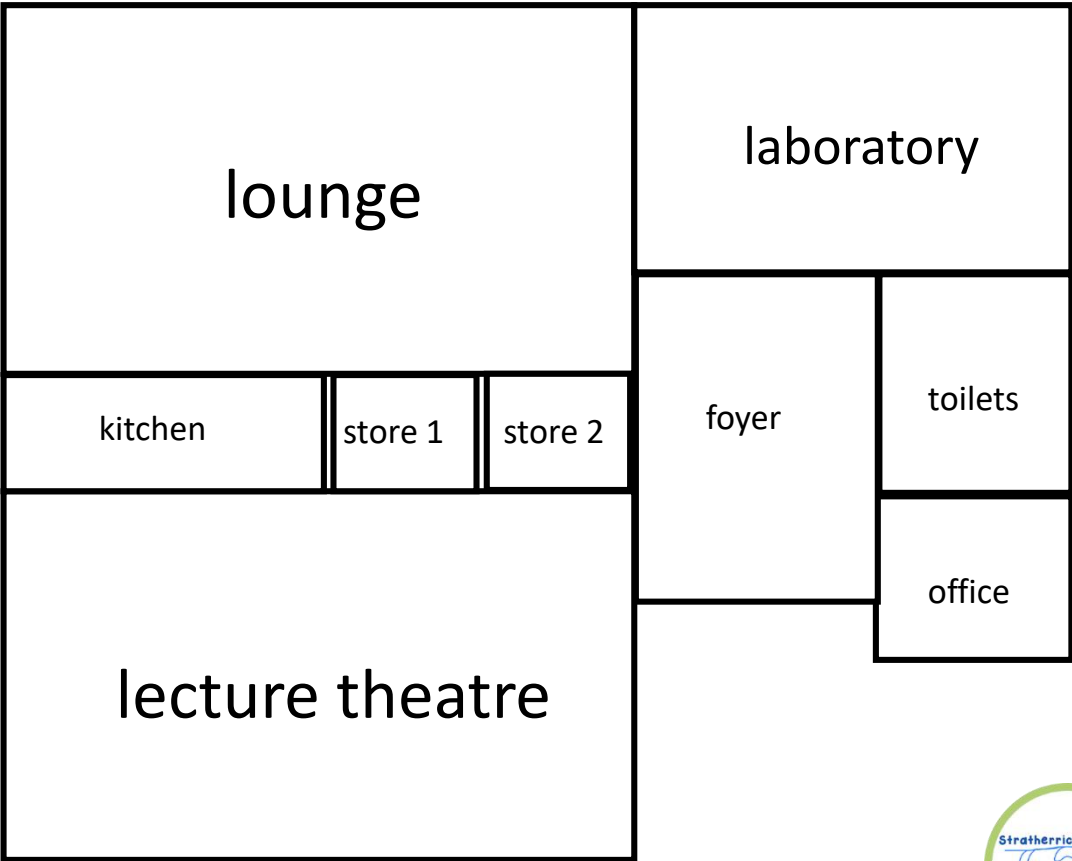 laboratory
lounge
toilets
foyer
kitchen
store 1
store 2
office
lecture theatre